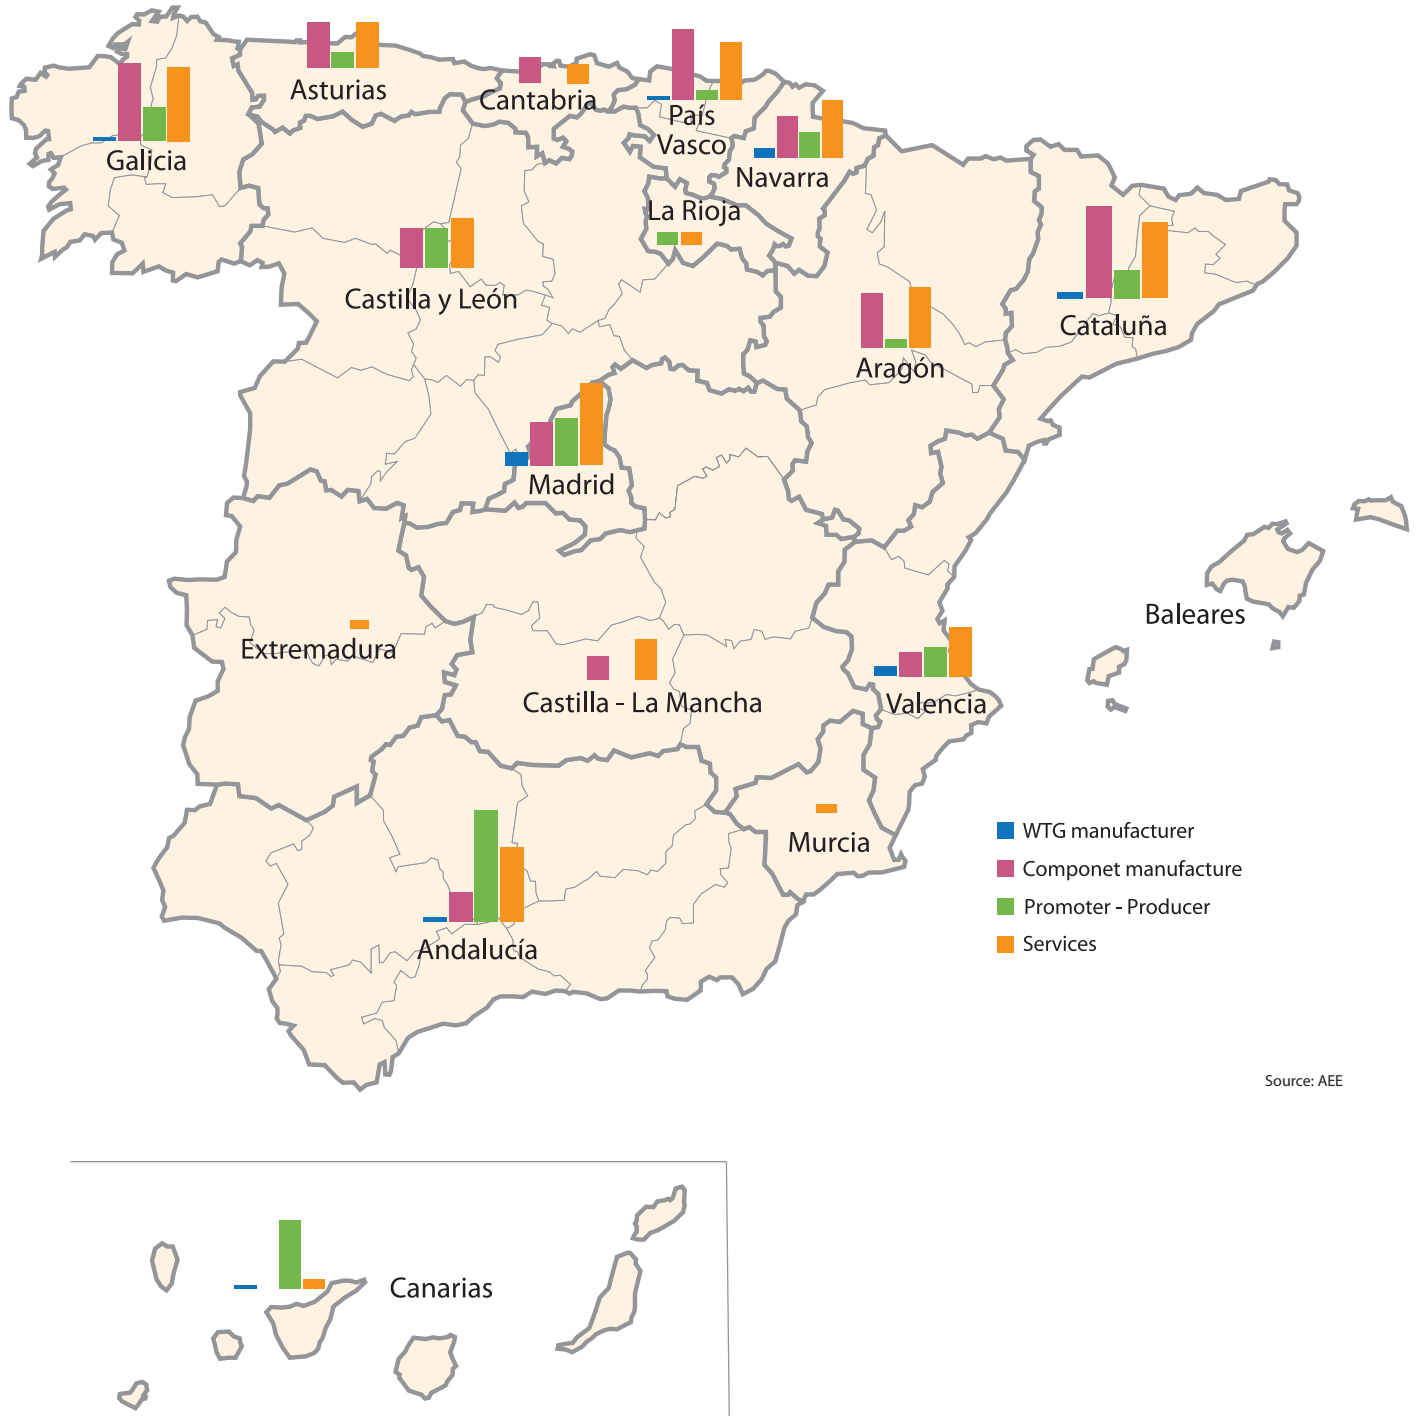 Asturias
Cantabria
País
Vasco
Galicia
Navarra
La Rioja
Castilla y León
Cataluña
Aragón
Madrid
Baleares
Extremadura
Castilla - La Mancha
Valencia
Murcia
WTG manufacturer
Componet manufacture
Promoter - Producer
Services
Andalucía
Source: AEE
Canarias